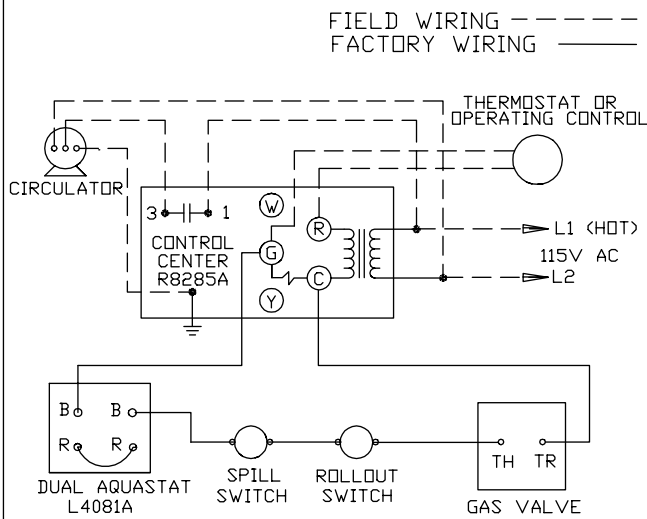 FIELD WIRING
FACTORY WIRING
THERMOSTAT OR
OPERATING CONTROL
CIRCULATOR
3
1
W
R
G
C
Y
CONTROL
CENTER
R8285A
L1 (HOT)
115V AC
L2
B
B
R
R
DUAL AQUASTAT
L4081A
SPILL
SWITCH
ROLLOUT
SWITCH
TH
TR
GAS VALVE